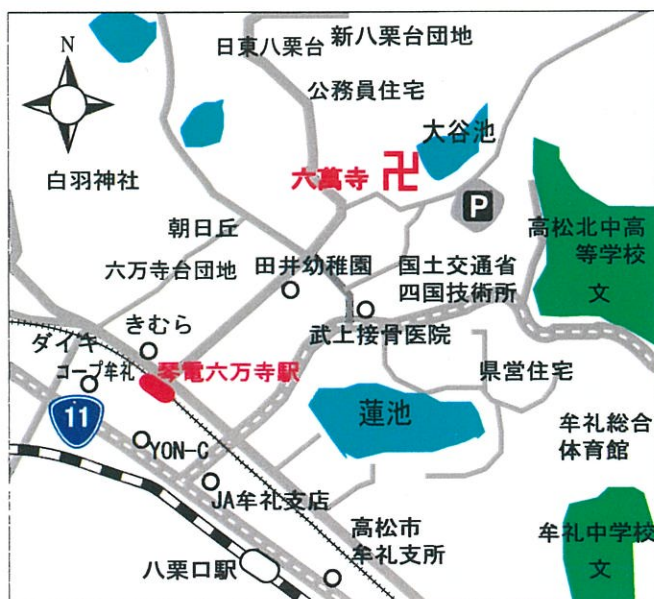 新八栗台団地
日東八栗台
N
公務員住宅
大谷池
六萬寺
卍
白羽神社
P
朝日丘
高松北中高
等学校
文
六万寺台団地
田井幼稚園
国土交通省
四国技術所
きむら
武上接骨医院
ダイキ
コープ牟礼
琴電六万寺駅
県営住宅
11
蓮池
牟礼総合
体育館
YON-C
JA牟礼支店
高松市
牟礼支所
牟礼中学校
文
八栗口駅